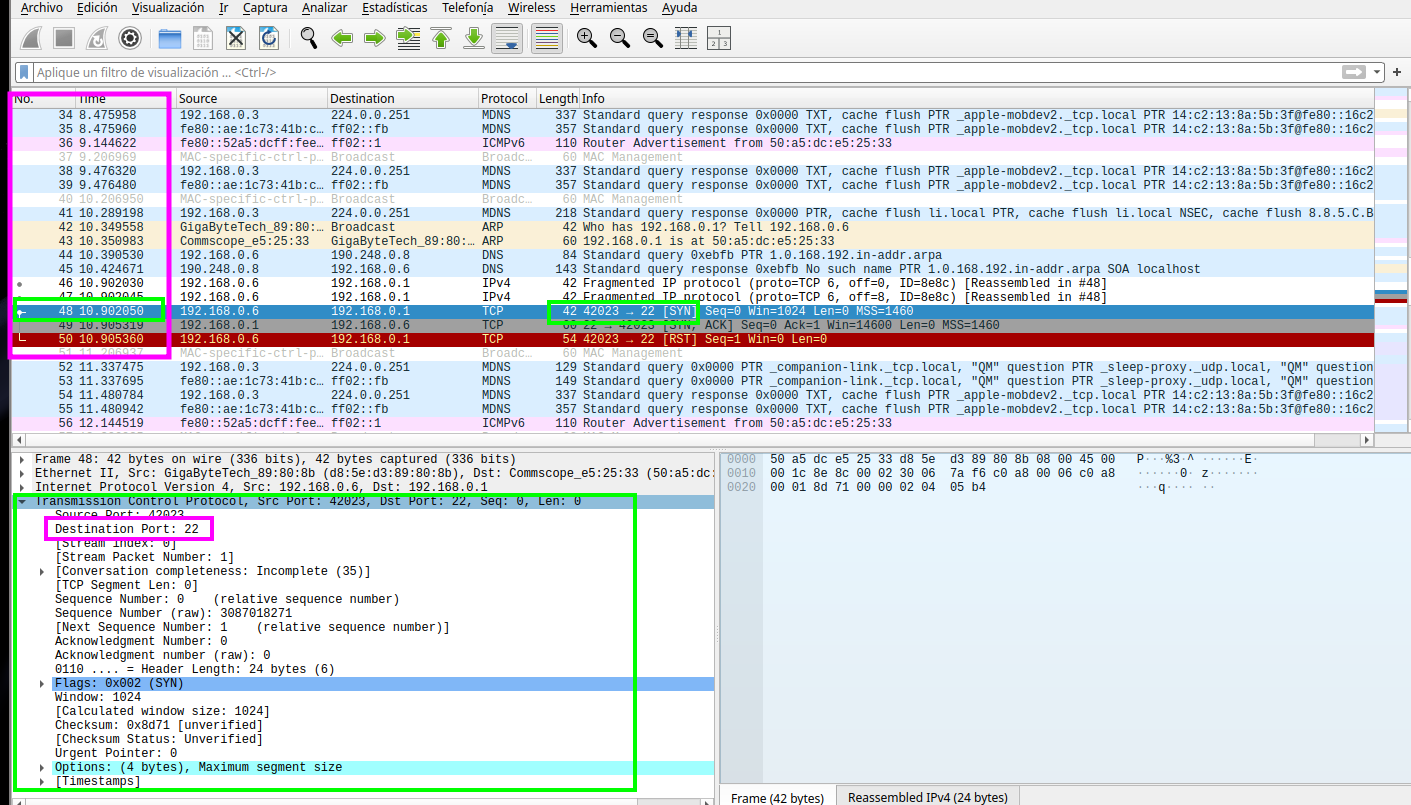 Archivo Edición Visualización Ir Captura Analizar Estadísticas Telefonía Wireless Herramientas Ayuda
Aplique un filtro de visualización ... <Ctrl-/>
No. Time Source Destination Protocol Length Info
34 8.475958 192.168.0.3 224.0.0.251 MDNS 337 Standard query response 0x0000 TXT, cache flush PTR _apple-mobdev2._tcp.local PTR 14:c2:13:8a:5b:3f@fe80::16c2
35 8.475960 fe80::ae:1c73:41b:c… ff02::fb MDNS 357 Standard query response 0x0000 TXT, cache flush PTR _apple-mobdev2._tcp.local PTR 14:c2:13:8a:5b:3f@fe80::16c2
36 9.144622 fe80::52a5:dcff:fee… ff02::1 ICMPv6 110 Router Advertisement from 50:a5:dc:e5:25:33
37 9.206969 MAC-specific-ctrl-p… Broadcast Broadc… 60 MAC Management
38 9.476320 192.168.0.3 224.0.0.251 MDNS 337 Standard query response 0x0000 TXT, cache flush PTR _apple-mobdev2._tcp.local PTR 14:c2:13:8a:5b:3f@fe80::16c2
39 9.476480 fe80::ae:1c73:41b:c… ff02::fb MDNS 357 Standard query response 0x0000 TXT, cache flush PTR _apple-mobdev2._tcp.local PTR 14:c2:13:8a:5b:3f@fe80::16c2
40 10.206950 MAC-specific-ctrl-p… Broadcast Broadc… 60 MAC Management
41 10.289198 192.168.0.3 224.0.0.251 MDNS 218 Standard query response 0x0000 PTR, cache flush li.local PTR, cache flush li.local NSEC, cache flush 8.8.5.C.B
42 10.349558 GigaByteTech_89:80:… Broadcast ARP 42 Who has 192.168.0.1? Tell 192.168.0.6
43 10.350983 Commscope_e5:25:33 GigaByteTech_89:80:… ARP 60 192.168.0.1 is at 50:a5:dc:e5:25:33
44 10.390530 192.168.0.6 190.248.0.8 DNS 84 Standard query 0xebfb PTR 1.0.168.192.in-addr.arpa
45 10.424671 190.248.0.8 192.168.0.6 DNS 143 Standard query response 0xebfb No such name PTR 1.0.168.192.in-addr.arpa SOA localhost
46 10.902030 192.168.0.6 192.168.0.1 IPv4 42 Fragmented IP protocol (proto=TCP 6, off=0, ID=8e8c) [Reassembled in #48]
47 10.902045 192.168.0.6 192.168.0.1 IPv4 42 Fragmented IP protocol (proto=TCP 6, off=8, ID=8e8c) [Reassembled in #48]
48 10.902050 192.168.0.6 192.168.0.1 TCP 42 42023 → 22 [SYN] Seq=0 Win=1024 Len=0 MSS=1460
49 10.905319 192.168.0.1 192.168.0.6 TCP 60 22 → 42023 [SYN, ACK] Seq=0 Ack=1 Win=14600 Len=0 MSS=1460
50 10.905360 192.168.0.6 192.168.0.1 TCP 54 42023 → 22 [RST] Seq=1 Win=0 Len=0
51 11.206937 MAC-specific-ctrl-p… Broadcast Broadc… 60 MAC Management
52 11.337475 192.168.0.3 224.0.0.251 MDNS 129 Standard query 0x0000 PTR _companion-link._tcp.local, "QM" question PTR _sleep-proxy._udp.local, "QM" question
53 11.337695 fe80::ae:1c73:41b:c… ff02::fb MDNS 149 Standard query 0x0000 PTR _companion-link._tcp.local, "QM" question PTR _sleep-proxy._udp.local, "QM" question
54 11.480784 192.168.0.3 224.0.0.251 MDNS 337 Standard query response 0x0000 TXT, cache flush PTR _apple-mobdev2._tcp.local PTR 14:c2:13:8a:5b:3f@fe80::16c2
55 11.480942 fe80::ae:1c73:41b:c… ff02::fb MDNS 357 Standard query response 0x0000 TXT, cache flush PTR _apple-mobdev2._tcp.local PTR 14:c2:13:8a:5b:3f@fe80::16c2
56 12.144519 fe80::52a5:dcff:fee… ff02::1 ICMPv6 110 Router Advertisement from 50:a5:dc:e5:25:33
Frame 48: 42 bytes on wire (336 bits), 42 bytes captured (336 bits)
Ethernet II, Src: GigaByteTech_89:80:8b (d8:5e:d3:89:80:8b), Dst: Commscope_e5:25:33 (50:a5:dc:
Internet Protocol Version 4, Src: 192.168.0.6, Dst: 192.168.0.1
Transmission Control Protocol, Src Port: 42023, Dst Port: 22, Seq: 0, Len: 0
Source Port: 42023
Destination Port: 22
[Stream index: 0]
[Stream Packet Number: 1]
[Conversation completeness: Incomplete (35)]
[TCP Segment Len: 0]
Sequence Number: 0 (relative sequence number)
Sequence Number (raw): 3087018271
[Next Sequence Number: 1 (relative sequence number)]
Acknowledgment Number: 0
Acknowledgment number (raw): 0
0110 .... = Header Length: 24 bytes (6)
Flags: 0x002 (SYN)
Window: 1024
[Calculated window size: 1024]
Checksum: 0x8d71 [unverified]
[Checksum Status: Unverified]
Urgent Pointer: 0
Options: (4 bytes), Maximum segment size
[Timestamps]
0000 50 a5 dc e5 25 33 d8 5e d3 89 80 8b 08 00 45 00 P···%3·^ ······E·
0010 00 1c 8e 8c 00 02 30 06 7a f6 c0 a8 00 06 c0 a8 ······0· z·······
0020 00 01 8d 71 00 00 02 04 05 b4 ···q···· ··
Frame (42 bytes) Reassembled IPv4 (24 bytes)